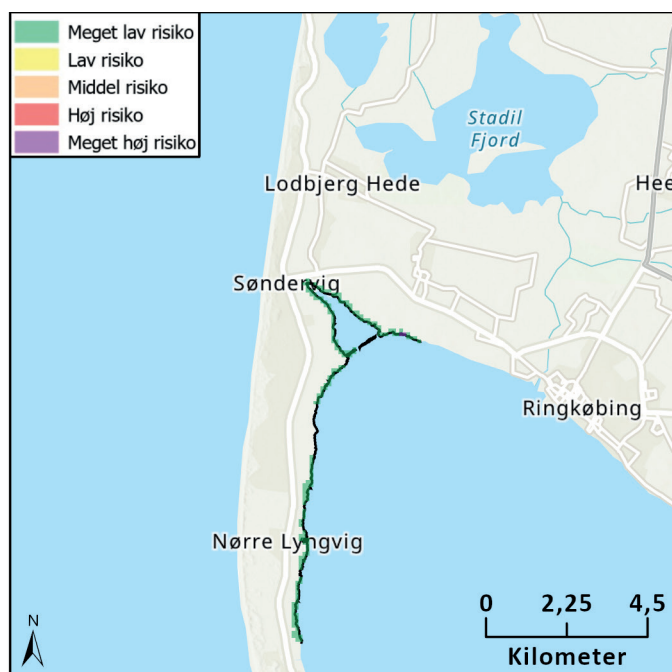 Meget lav risiko
Lav risiko
Middel risiko
Høj risiko
Meget høj risiko
Stadil
Fjord
Lodbjerg Hede
Hee
Søndervig
Ringkøbing
Nørre Lyngvig
N
0 2,25 4,5
Kilometer